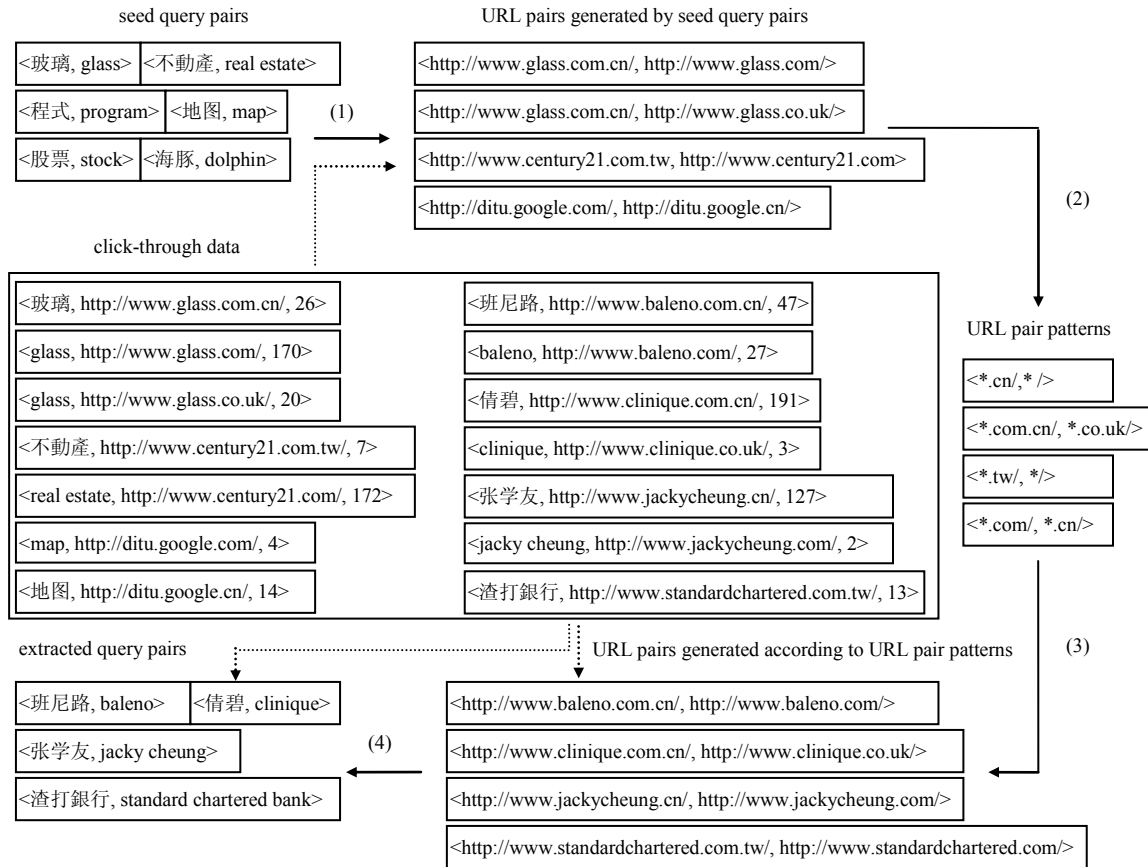 seed query pairs
URL pairs generated by seed query pairs
<玻璃, glass> <不動產, real estate>
<程式, program> <地图, map>
<股票, stock> <海豚, dolphin>
(1)
<http://www.glass.com.cn/, http://www.glass.com/>
<http://www.glass.com.cn/, http://www.glass.co.uk/>
<http://www.century21.com.tw, http://www.century21.com>
<http://ditu.google.com/, http://ditu.google.cn/>
(2)
click-through data
<玻璃, http://www.glass.com.cn/, 26>
<glass, http://www.glass.com/, 170>
<glass, http://www.glass.co.uk/, 20>
<不動產, http://www.century21.com.tw/, 7>
<real estate, http://www.century21.com/, 172>
<map, http://ditu.google.com/, 4>
<地图, http://ditu.google.cn/, 14>
<班尼路, http://www.baleno.com.cn/, 47>
<baleno, http://www.baleno.com/, 27>
<倩碧, http://www.clinique.com.cn/, 191>
<clinique, http://www.clinique.co.uk/, 3>
<张学友, http://www.jackycheung.cn/, 127>
<jacky cheung, http://www.jackycheung.com/, 2>
<渣打銀行, http://www.standardchartered.com.tw/, 13>
URL pair patterns
<*.cn/,* />
<*.com.cn/, *.co.uk/>
<*.tw/, */>
<*.com/, *.cn/>
(3)
extracted query pairs
URL pairs generated according to URL pair patterns
<班尼路, baleno> <倩碧, clinique>
<张学友, jacky cheung>
<渣打銀行, standard chartered bank>
(4)
<http://www.baleno.com.cn/, http://www.baleno.com/>
<http://www.clinique.com.cn/, http://www.clinique.co.uk/>
<http://www.jackycheung.cn/, http://www.jackycheung.com/>
<http://www.standardchartered.com.tw/, http://www.standardchartered.com/>